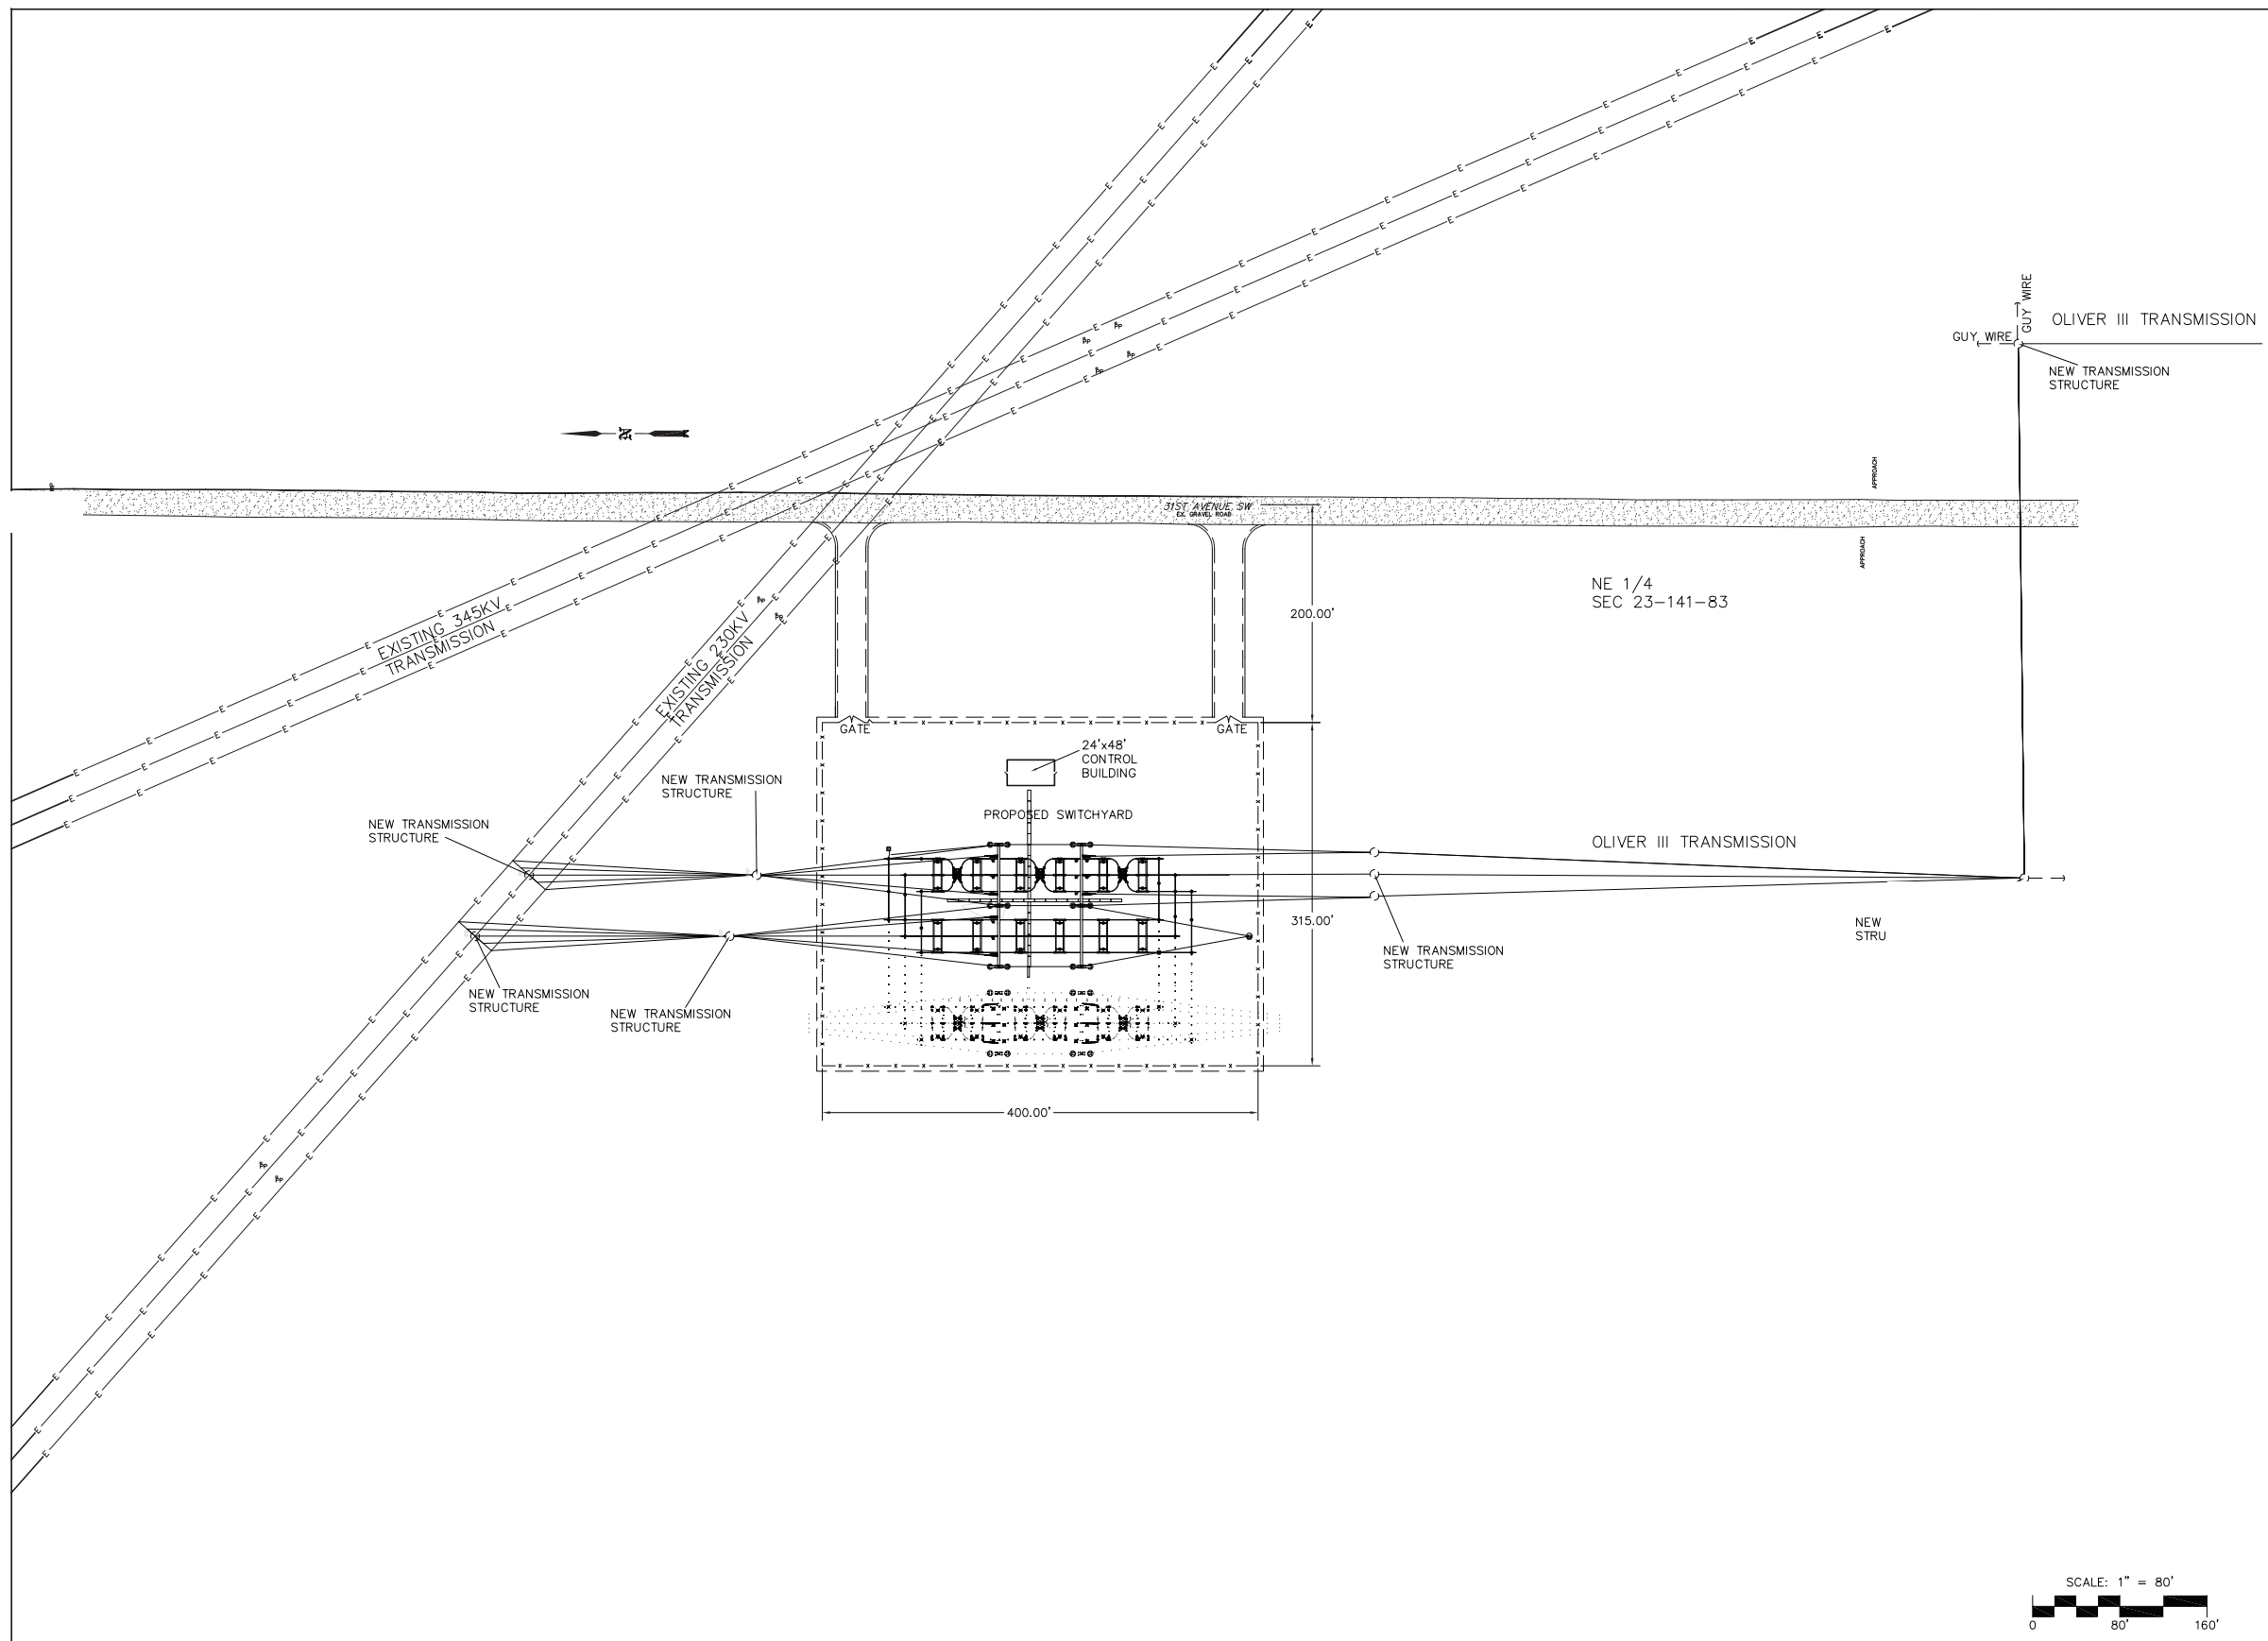 GUY WIRE
OLIVER III TRANSMISSION
GUY WIRE
NEW TRANSMISSION
STRUCTURE
N
APPROACH
31ST AVENUE SW
EX. GRAVEL ROAD
APPROACH
NE 1/4
SEC 23-141-83
200.00'
EXISTING 345KV
TRANSMISSION
EXISTING 230KV
TRANSMISSION
GATE
GATE
24'x48'
CONTROL
BUILDING
NEW TRANSMISSION
STRUCTURE
PROPOSED SWITCHYARD
NEW TRANSMISSION
STRUCTURE
OLIVER III TRANSMISSION
315.00'
NEW
STRU
NEW TRANSMISSION
STRUCTURE
NEW TRANSMISSION
STRUCTURE
NEW TRANSMISSION
STRUCTURE
400.00'
SCALE: 1" = 80'
0 80' 160'